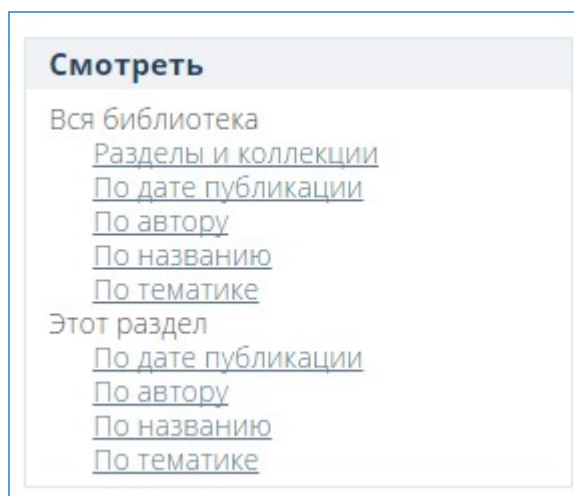 Смотреть
Вся библиотека
Разделы и коллекции
По дате публикации
По автору
По названию
По тематике
Этот раздел
По дате публикации
По автору
По названию
По тематике